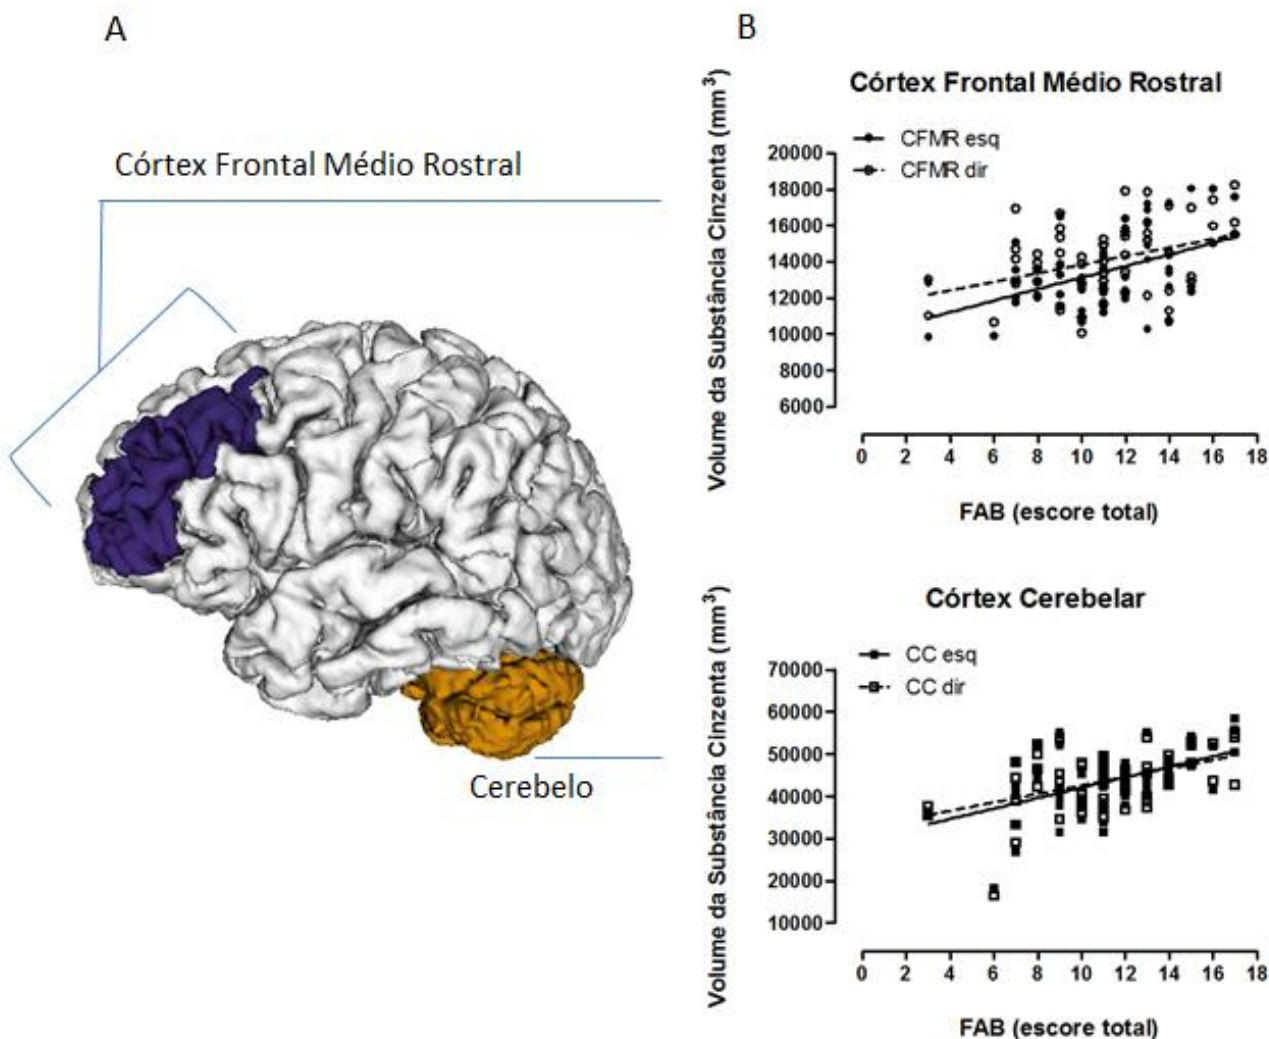 A
B
Córtex Frontal Médio Rostral
Cerebelo
Córtex Frontal Médio Rostral
Volume da Substância Cinzenta (mm³)
CFMR esq
CFMR dir
20000
18000
16000
14000
12000
10000
8000
6000
0 2 4 6 8 10 12 14 16 18
FAB (escore total)
Córtex Cerebelar
Volume da Substância Cinzenta (mm³)
CC esq
CC dir
70000
60000
50000
40000
30000
20000
10000
0 2 4 6 8 10 12 14 16 18
FAB (escore total)